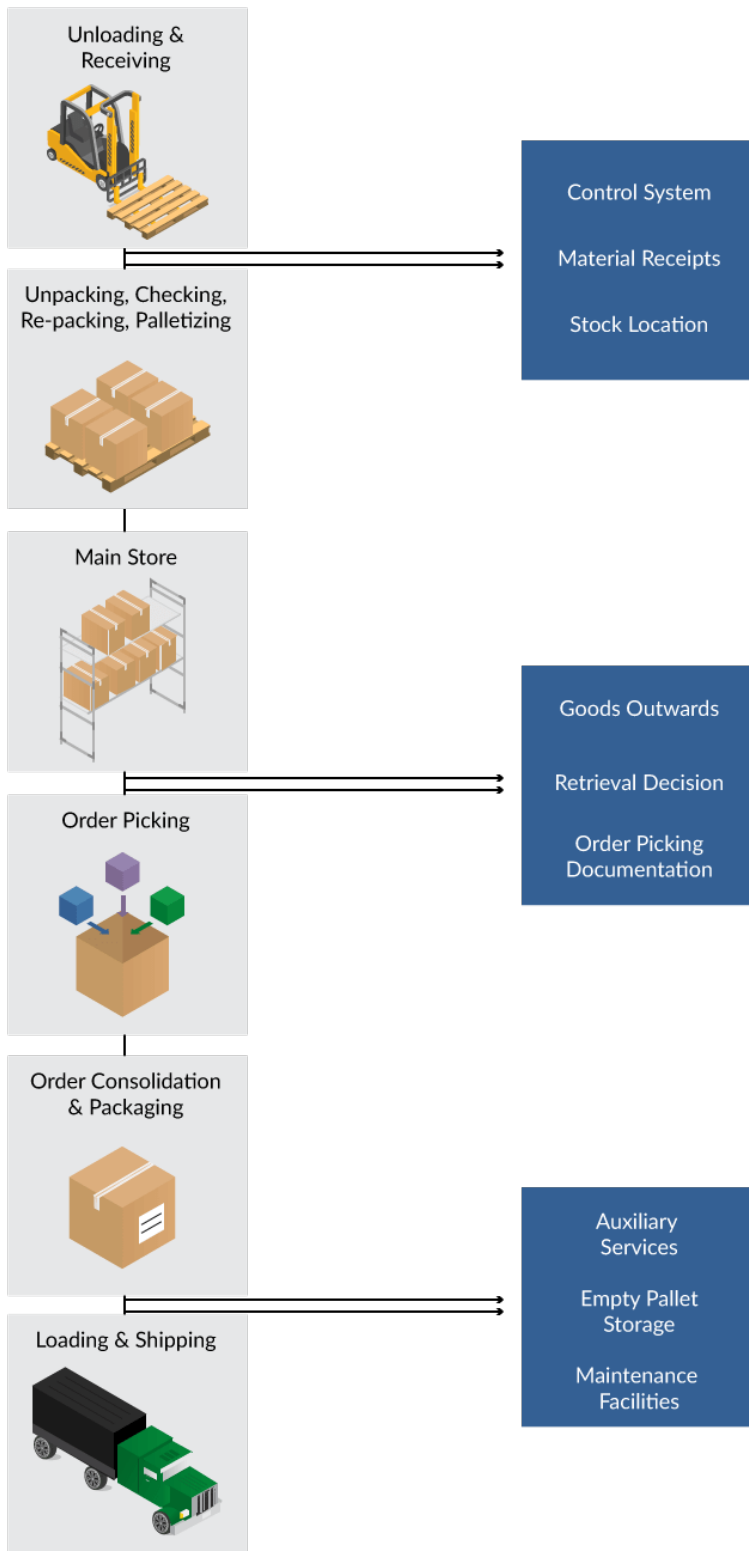 Unloading &
Receiving
Control System
Material Receipts
Stock Location
Unpacking, Checking,
Re-packing, Palletizing
Main Store
Goods Outwards
Retrieval Decision
Order Picking
Documentation
Order Picking
Order Consolidation
& Packaging
Auxiliary
Services
Empty Pallet
Storage
Maintenance
Facilities
Loading & Shipping